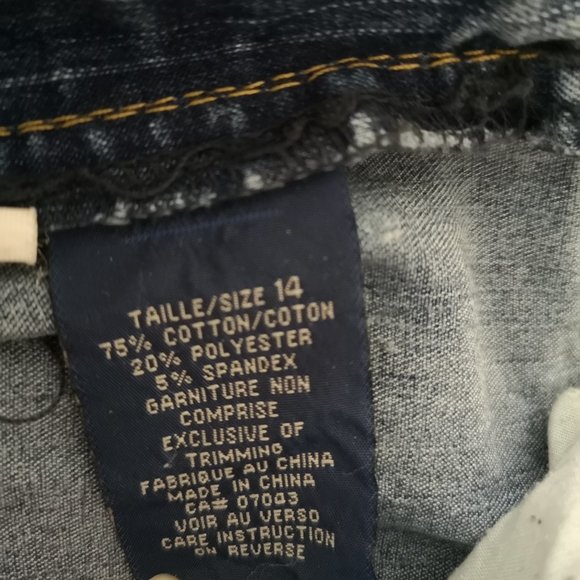 TAILLE/SIZE 14
75% COTTON/COTON
20% POLYESTER
5% SPANDEX
GARNITURE NON
COMPRISE
EXCLUSIVE OF
TRIMMING
FABRIQUE AU CHINA
MADE IN CHINA
CA# 07043
VOIR AU VERSO
CARE INSTRUCTION
ON REVERSE